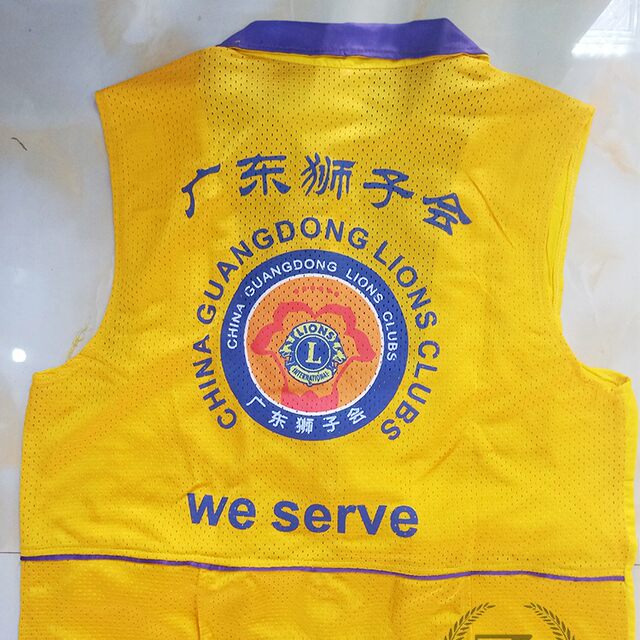 广东狮子会
CHINA GUANGDONG LIONS CLUBS
CHINA GUANGDONG LIONS CLUBS
LIONS
L
INTERNATIONAL
广东狮子会
we serve